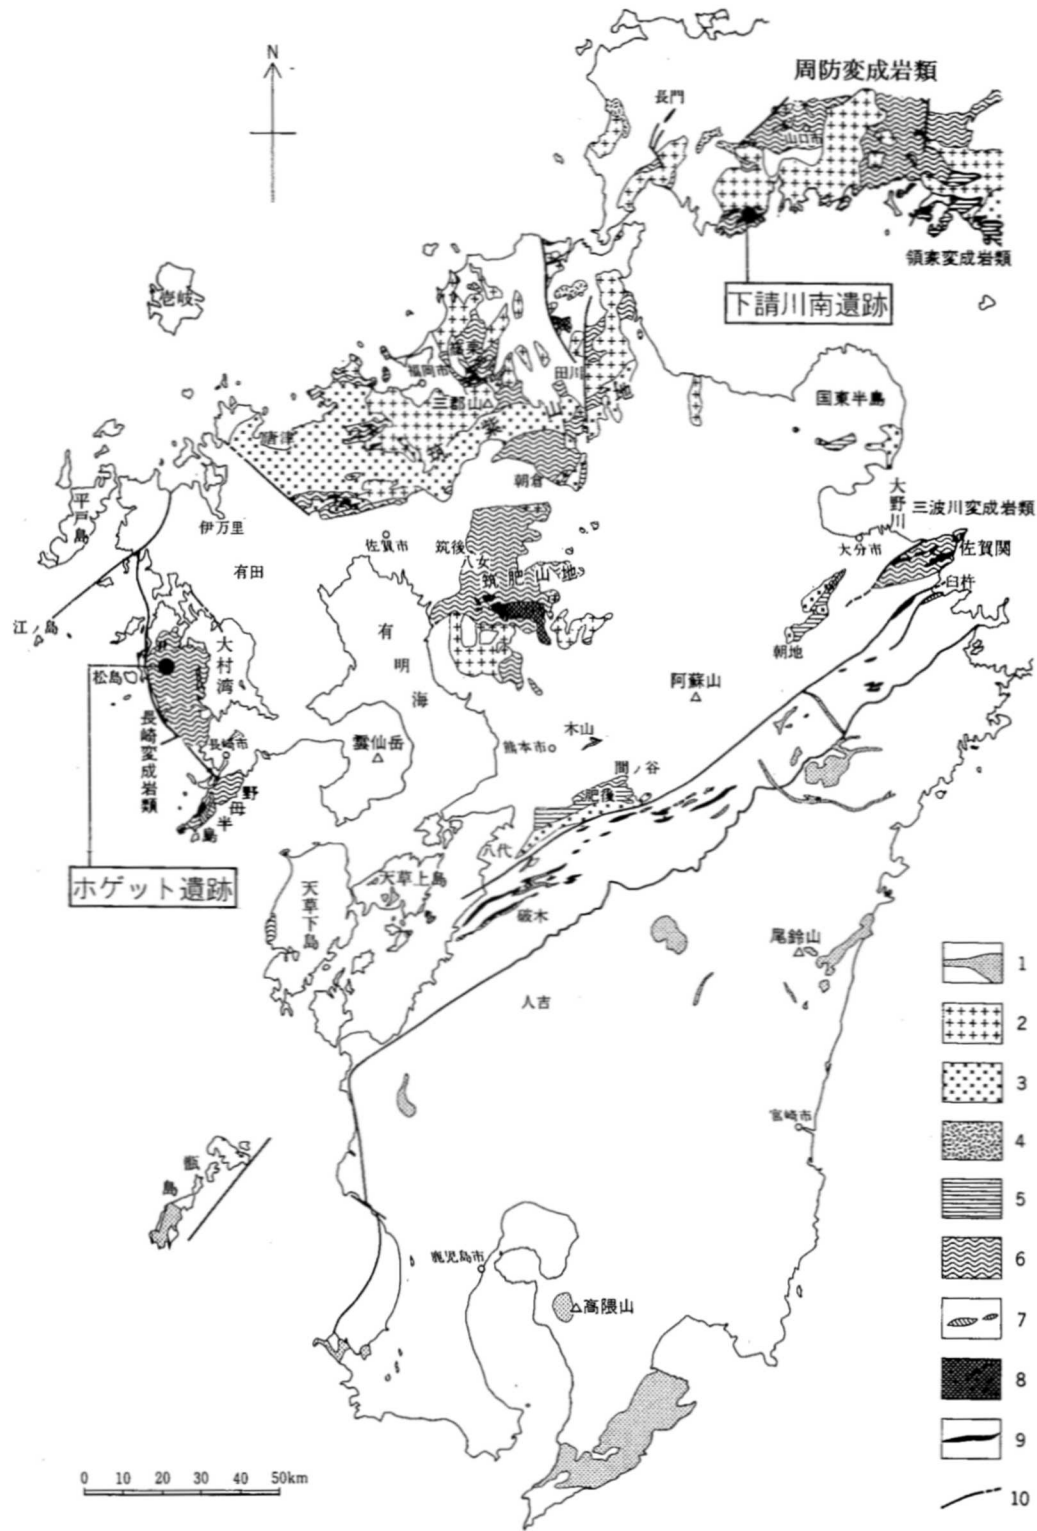 N
周防変成岩類
長門
山口市
領家変成岩類
下請川南遺跡
壱岐
福岡市
篠栗
田川
三郡山
唐津
筑
紫
山
地
朝倉
国東半島
平戸島
伊万里
有田
佐賀市
筑後
八女
筑肥山地
大野川
三波川変成岩類
大分市
佐賀関
臼杵
朝地
江ノ島
松島
大村湾
有明海
長崎変成岩類
長崎市
野母半島
雲仙岳
阿蘇山
木山
熊本市
間ノ谷
肥後
八代
ホゲット遺跡
天草上島
天草下島
破木
尾鈴山
人吉
宮崎市
甑島
鹿児島市
高隈山
1
2
3
4
5
6
7
8
9
10
0 10 20 30 40 50km